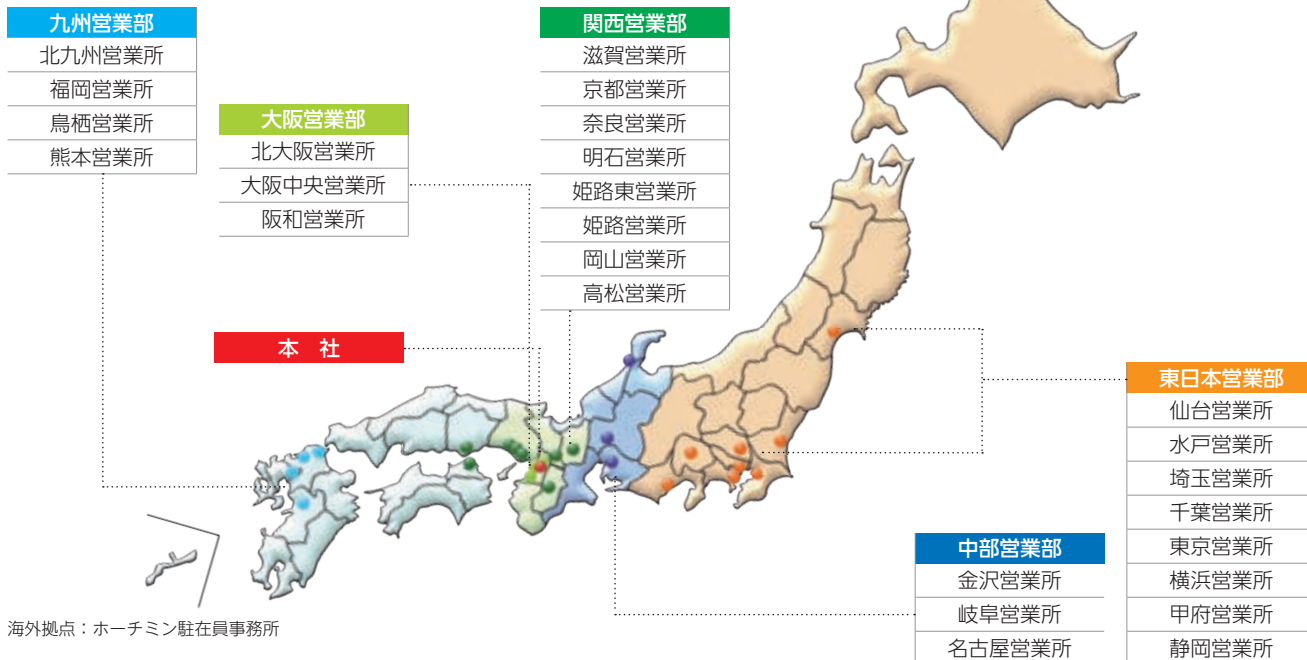 九州営業部
北九州営業所
福岡営業所
鳥栖営業所
熊本営業所
大阪営業部
北大阪営業所
大阪中央営業所
阪和営業所
関西営業部
滋賀営業所
京都営業所
奈良営業所
明石営業所
姫路東営業所
姫路営業所
岡山営業所
高松営業所
本 社
東日本営業部
仙台営業所
水戸営業所
埼玉営業所
千葉営業所
東京営業所
横浜営業所
甲府営業所
静岡営業所
中部営業部
金沢営業所
岐阜営業所
名古屋営業所
海外拠点：ホーチミン駐在員事務所